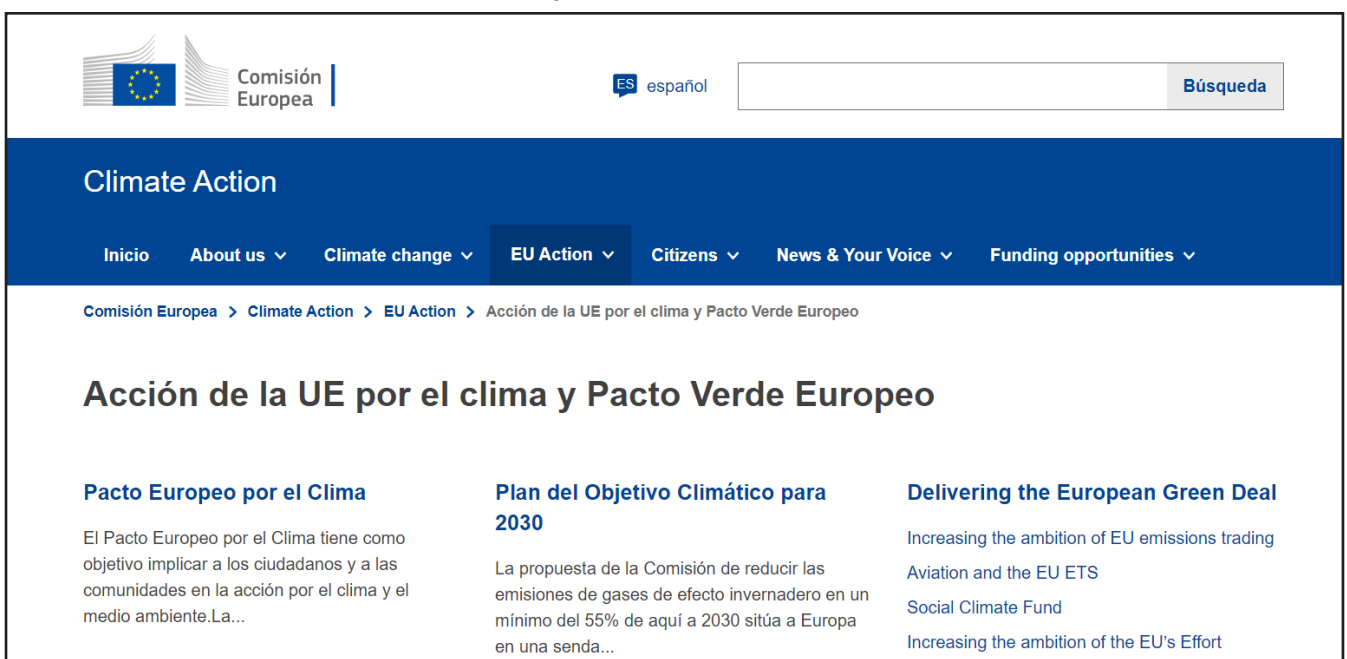 Comisión
Europea
ES español
Búsqueda
Climate Action
Inicio About us Climate change EU Action Citizens News & Your Voice Funding opportunities
Comisión Europea > Climate Action > EU Action > Acción de la UE por el clima y Pacto Verde Europeo
Acción de la UE por el clima y Pacto Verde Europeo
Pacto Europeo por el Clima
El Pacto Europeo por el Clima tiene como
objetivo implicar a los ciudadanos y a las
comunidades en la acción por el clima y el
medio ambiente.La...
Plan del Objetivo Climático para
2030
La propuesta de la Comisión de reducir las
emisiones de gases de efecto invernadero en un
mínimo del 55% de aquí a 2030 sitúa a Europa
en una senda...
Delivering the European Green Deal
Increasing the ambition of EU emissions trading
Aviation and the EU ETS
Social Climate Fund
Increasing the ambition of the EU’s Effort